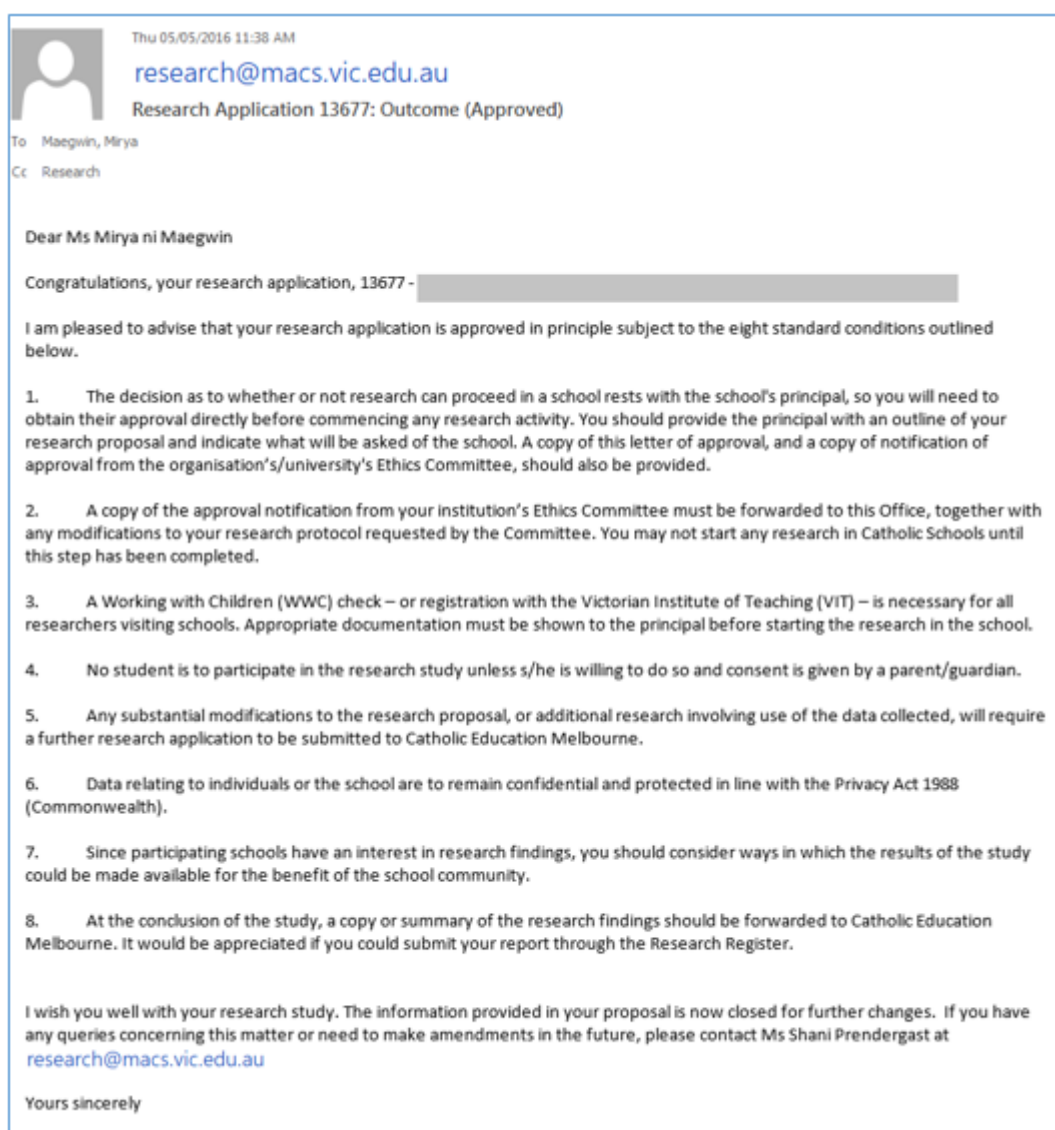 Thu 05/05/2016 11:38 AM
research@macs.vic.edu.au
Research Application 13677: Outcome (Approved)
To Maegwin, Mirya
Cc Research
Dear Ms Mirya ni Maegwin
Congratulations, your research application, 13677 -
I am pleased to advise that your research application is approved in principle subject to the eight standard conditions outlined
below.
1. The decision as to whether or not research can proceed in a school rests with the school's principal, so you will need to
obtain their approval directly before commencing any research activity. You should provide the principal with an outline of your
research proposal and indicate what will be asked of the school. A copy of this letter of approval, and a copy of notification of
approval from the organisation's/university's Ethics Committee, should also be provided.
2. A copy of the approval notification from your institution's Ethics Committee must be forwarded to this Office, together with
any modifications to your research protocol requested by the Committee. You may not start any research in Catholic Schools until
this step has been completed.
3. A Working with Children (WWC) check – or registration with the Victorian Institute of Teaching (VIT) – is necessary for all
researchers visiting schools. Appropriate documentation must be shown to the principal before starting the research in the school.
4. No student is to participate in the research study unless s/he is willing to do so and consent is given by a parent/guardian.
5. Any substantial modifications to the research proposal, or additional research involving use of the data collected, will require
a further research application to be submitted to Catholic Education Melbourne.
6. Data relating to individuals or the school are to remain confidential and protected in line with the Privacy Act 1988
(Commonwealth).
7. Since participating schools have an interest in research findings, you should consider ways in which the results of the study
could be made available for the benefit of the school community.
8. At the conclusion of the study, a copy or summary of the research findings should be forwarded to Catholic Education
Melbourne. It would be appreciated if you could submit your report through the Research Register.
I wish you well with your research study. The information provided in your proposal is now closed for further changes. If you have
any queries concerning this matter or need to make amendments in the future, please contact Ms Shani Prendergast at
research@macs.vic.edu.au
Yours sincerely